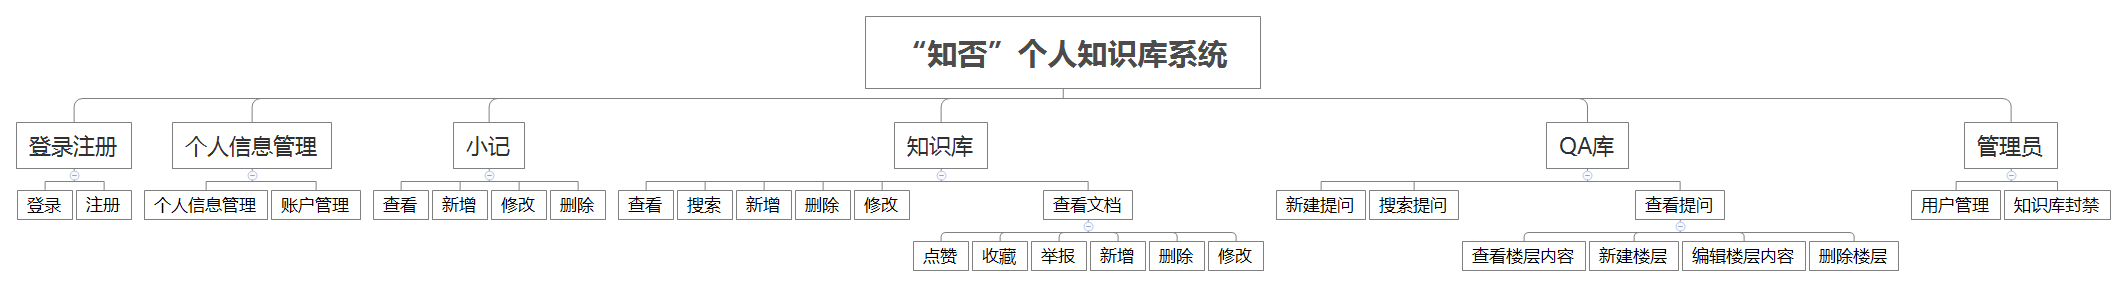 “知否”个人知识库系统
登录注册
个人信息管理
小记
知识库
QA库
管理员
登录
注册
个人信息管理
账户管理
查看
新增
修改
删除
查看
搜索
新增
删除
修改
查看文档
新建提问
搜索提问
查看提问
用户管理
知识库封禁
点赞
收藏
举报
新增
删除
修改
查看楼层内容
新建楼层
编辑楼层内容
删除楼层